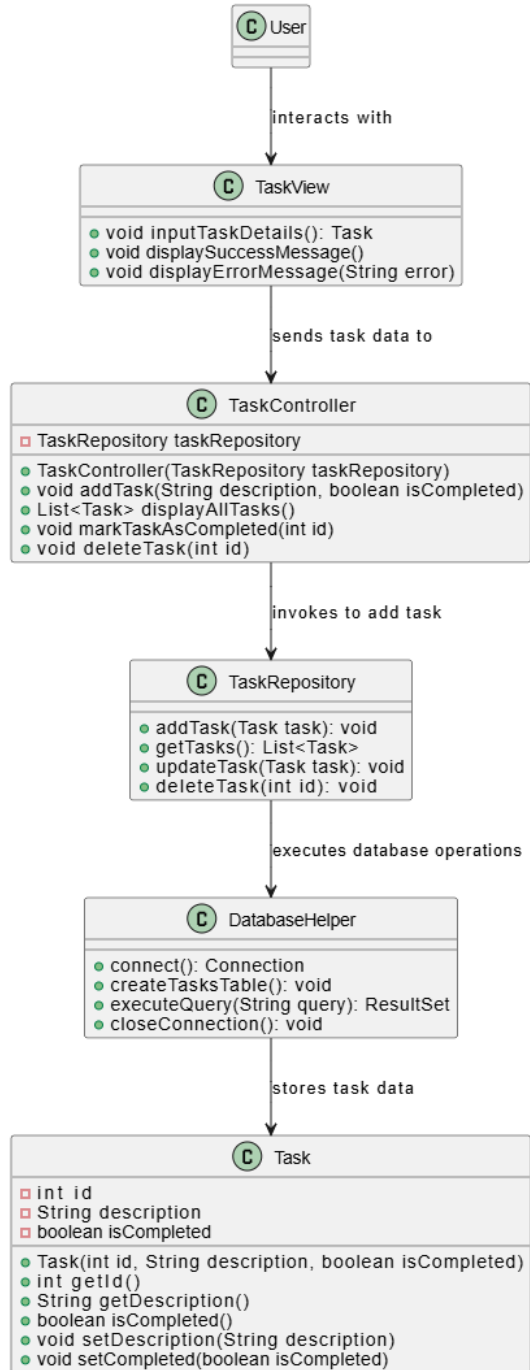 C User
interacts with
C TaskView
void inputTaskDetails(): Task
void displaySuccessMessage()
void displayErrorMessage(String error)
sends task data to
C TaskController
TaskRepository taskRepository
TaskController(TaskRepository taskRepository)
void addTask(String description, boolean isCompleted)
List<Task> displayAllTasks()
void markTaskAsCompleted(int id)
void deleteTask(int id)
invokes to add task
C TaskRepository
addTask(Task task): void
getTasks(): List<Task>
updateTask(Task task): void
deleteTask(int id): void
executes database operations
C DatabaseHelper
connect(): Connection
createTasksTable(): void
executeQuery(String query): ResultSet
closeConnection(): void
stores task data
C Task
int id
String description
boolean isCompleted
Task(int id, String description, boolean isCompleted)
int getId()
String getDescription()
boolean isCompleted()
void setDescription(String description)
void setCompleted(boolean isCompleted)